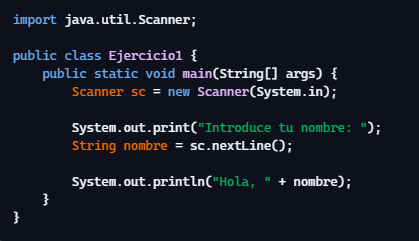 import java.util.Scanner;
public class Ejercicio1 {
    public static void main(String[] args) {
        Scanner sc = new Scanner(System.in);
        System.out.print("Introduce tu nombre: ");
        String nombre = sc.nextLine();
        System.out.println("Hola, " + nombre);
    }
}